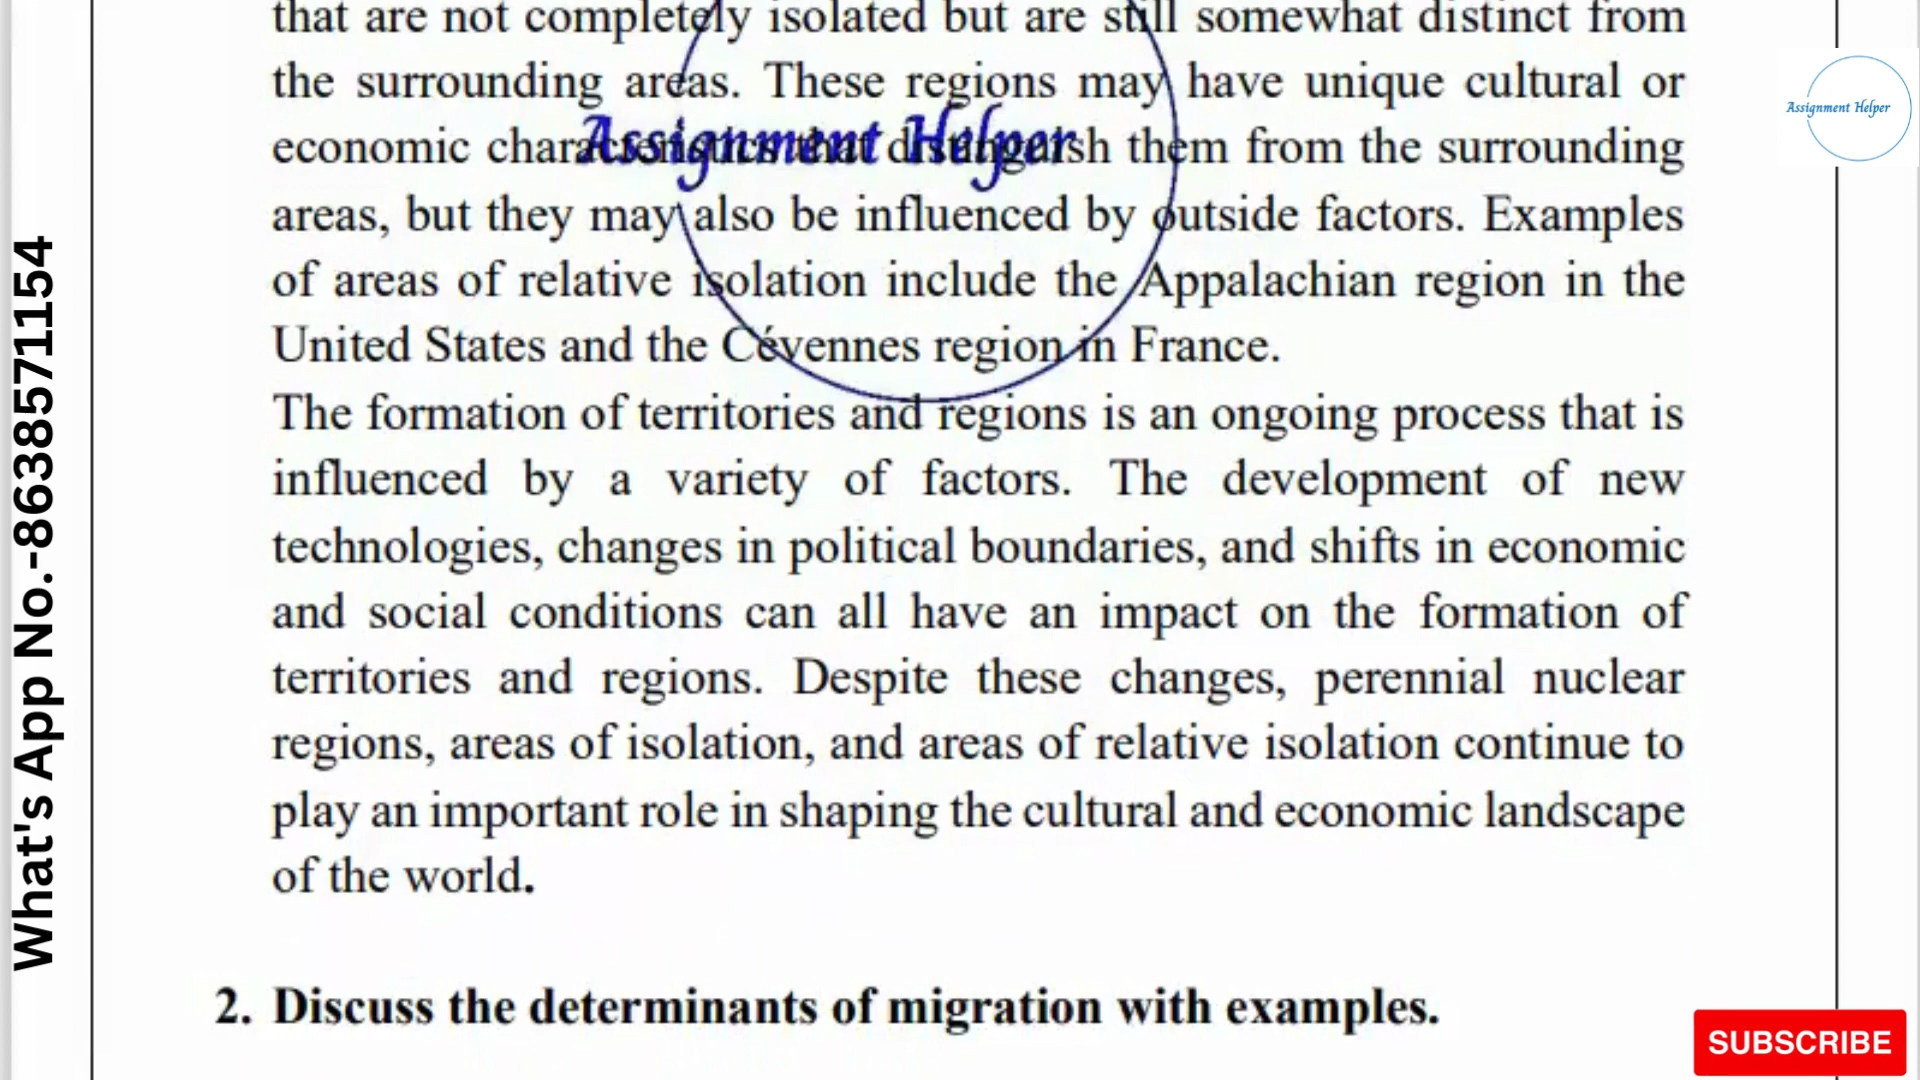 that are not completely isolated but are still somewhat distinct from
the surrounding areas. These regions may have unique cultural or
economic characteristics that distinguish them from the surrounding
areas, but they may also be influenced by outside factors. Examples
of areas of relative isolation include the Appalachian region in the
United States and the Cévennes region in France.
The formation of territories and regions is an ongoing process that is
influenced by a variety of factors. The development of new
technologies, changes in political boundaries, and shifts in economic
and social conditions can all have an impact on the formation of
territories and regions. Despite these changes, perennial nuclear
regions, areas of isolation, and areas of relative isolation continue to
play an important role in shaping the cultural and economic landscape
of the world.
2. Discuss the determinants of migration with examples.
Assignment Helper
Assignment Helper
What's App No.-8638571154
SUBSCRIBE